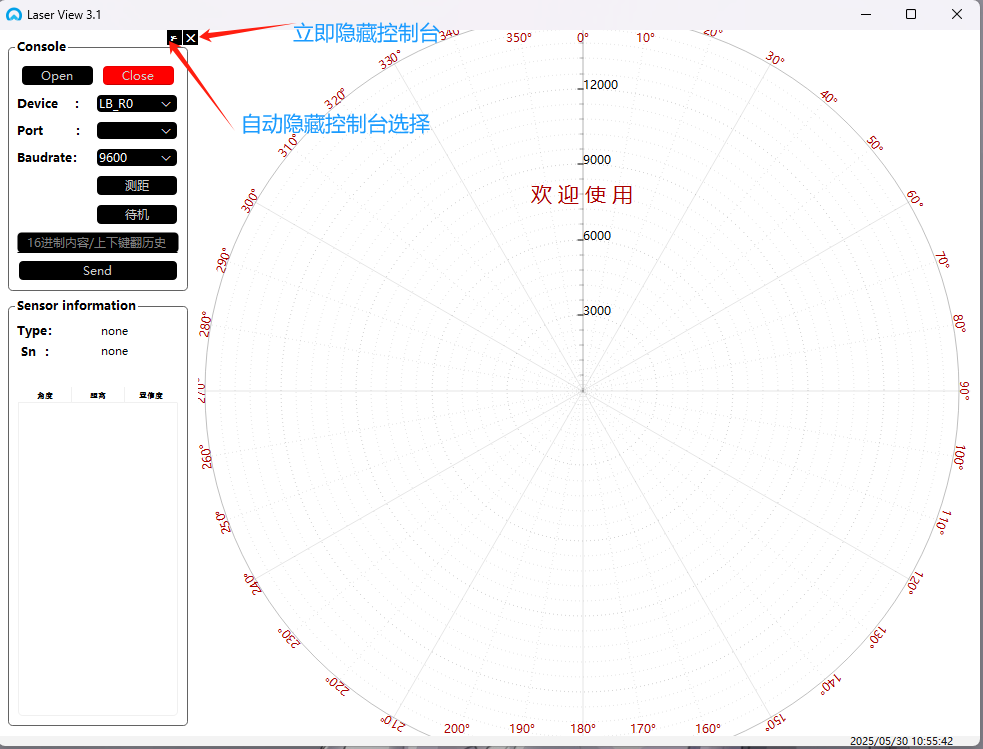 Laser View 3.1
立即隐藏控制台
Console
Open
Close
Device :
LB_R0
自动隐藏控制台选择
Port :
Baudrate:
9600
测距
待机
16进制内容/上下键翻历史
Send
Sensor information
Type:
none
Sn :
none
角度
距离
置信度
欢迎使用
12000
9000
6000
3000
0°
10°
20°
30°
40°
50°
60°
70°
80°
90°
100°
110°
120°
130°
140°
150°
160°
170°
180°
190°
200°
210°
220°
230°
240°
250°
260°
270°
280°
290°
300°
310°
320°
330°
340°
350°
2025/05/30 10:55:42